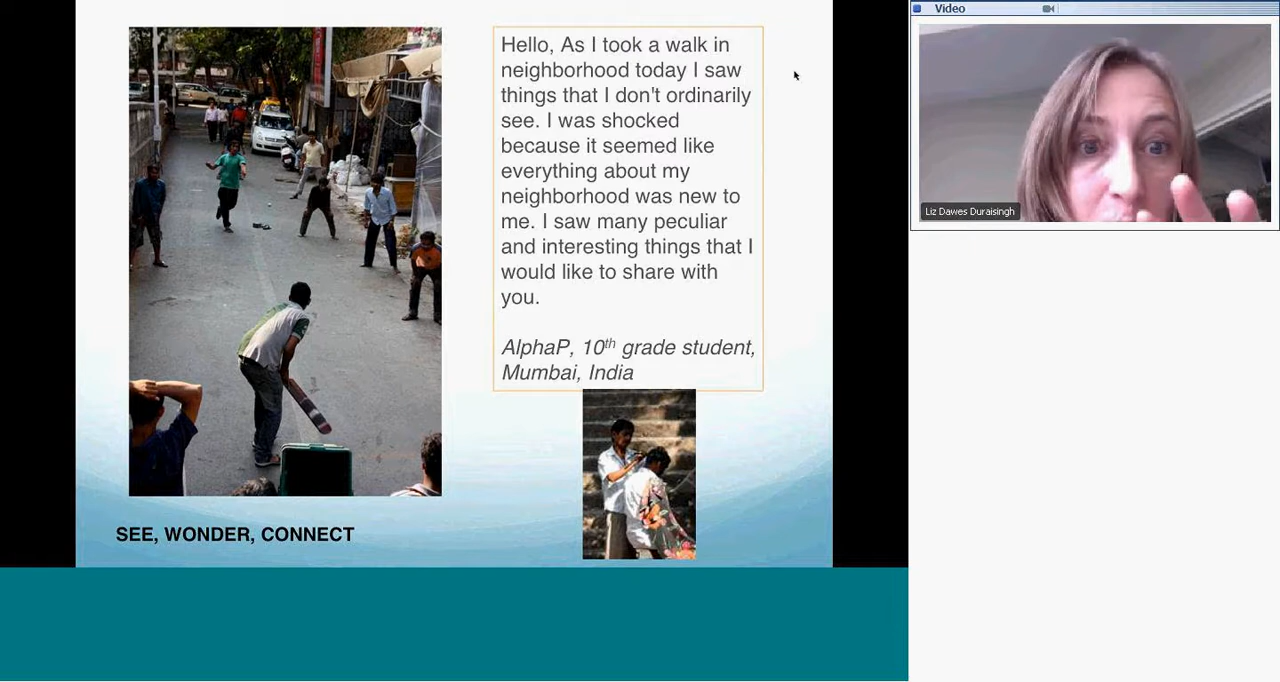 Video
Hello, As I took a walk in
neighborhood today I saw
things that I don't ordinarily
see. I was shocked
because it seemed like
everything about my
neighborhood was new to
me. I saw many peculiar
and interesting things that I
would like to share with
you.
AlphaP, 10th grade student,
Mumbai, India
SEE, WONDER, CONNECT
Liz Dawes Duraisingh